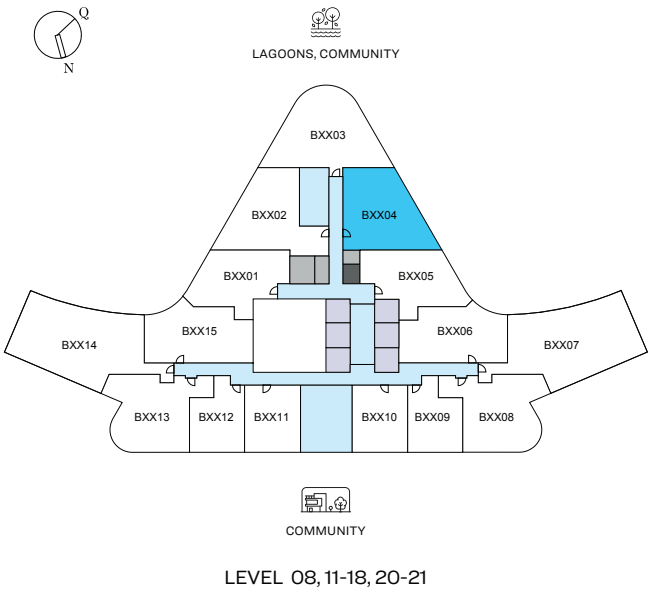 Q
N
LAGOONS, COMMUNITY
BXX03
BXX02
BXX04
BXX01
BXX05
BXX14
BXX15
BXX06
BXX07
BXX13
BXX12
BXX11
BXX10
BXX09
BXX08
COMMUNITY
LEVEL 08, 11-18, 20-21